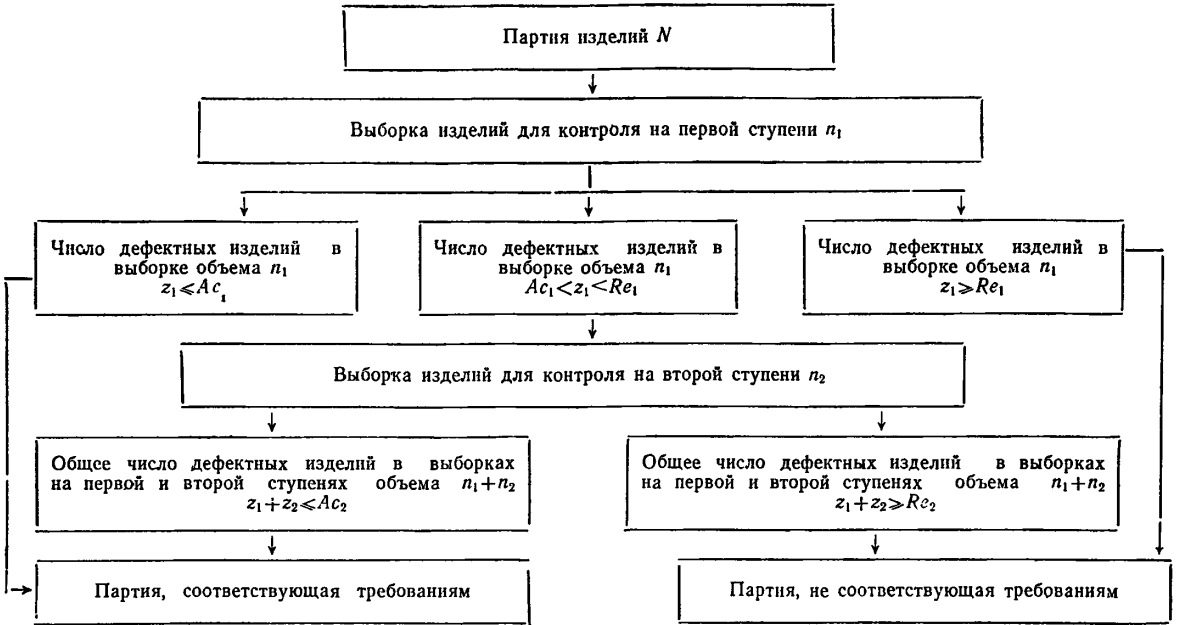 Партия изделий N
Выборка изделий для контроля на первой ступени n₁
Число дефектных изделий в
выборке объема n₁
z₁⩽Ac₁
Число дефектных изделий в
выборке объема n₁
Ac₁<z₁<Re₁
Число дефектных изделий в
выборке объема n₁
z₁⩾Re₁
Выборка изделий для контроля на второй ступени n₂
Общее число дефектных изделий в выборках
на первой и второй ступенях объема n₁+n₂
z₁+z₂⩽Ac₂
Общее число дефектных изделий в выборках
на первой и второй ступенях объема n₁+n₂
z₁+z₂⩾Re₂
Партия, соответствующая требованиям
Партия, не соответствующая требованиям